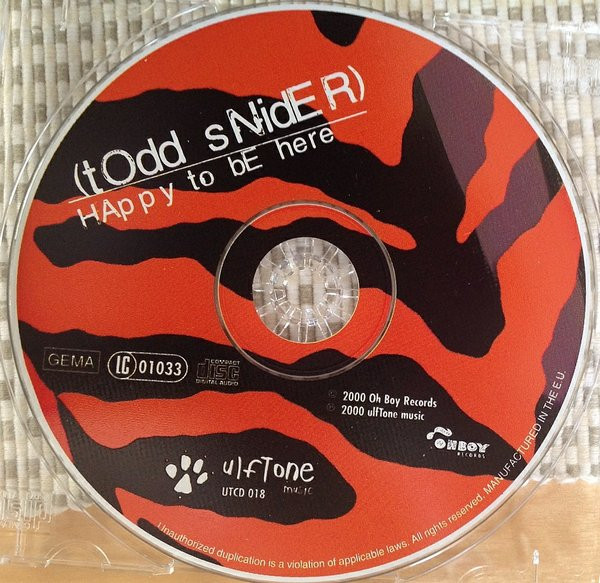 (tOdd sNidER)
HAppy to bE here
GEMA
LC 01033
COMPACT
disc
DIGITAL AUDIO
℗ 2000 Oh Boy Records
© 2000 ulfTone music
OH BOY
RECORDS
ulfTone
music
UTCD 018
Unauthorized duplication is a violation of applicable laws. All rights reserved. MANUFACTURED IN THE E.U.